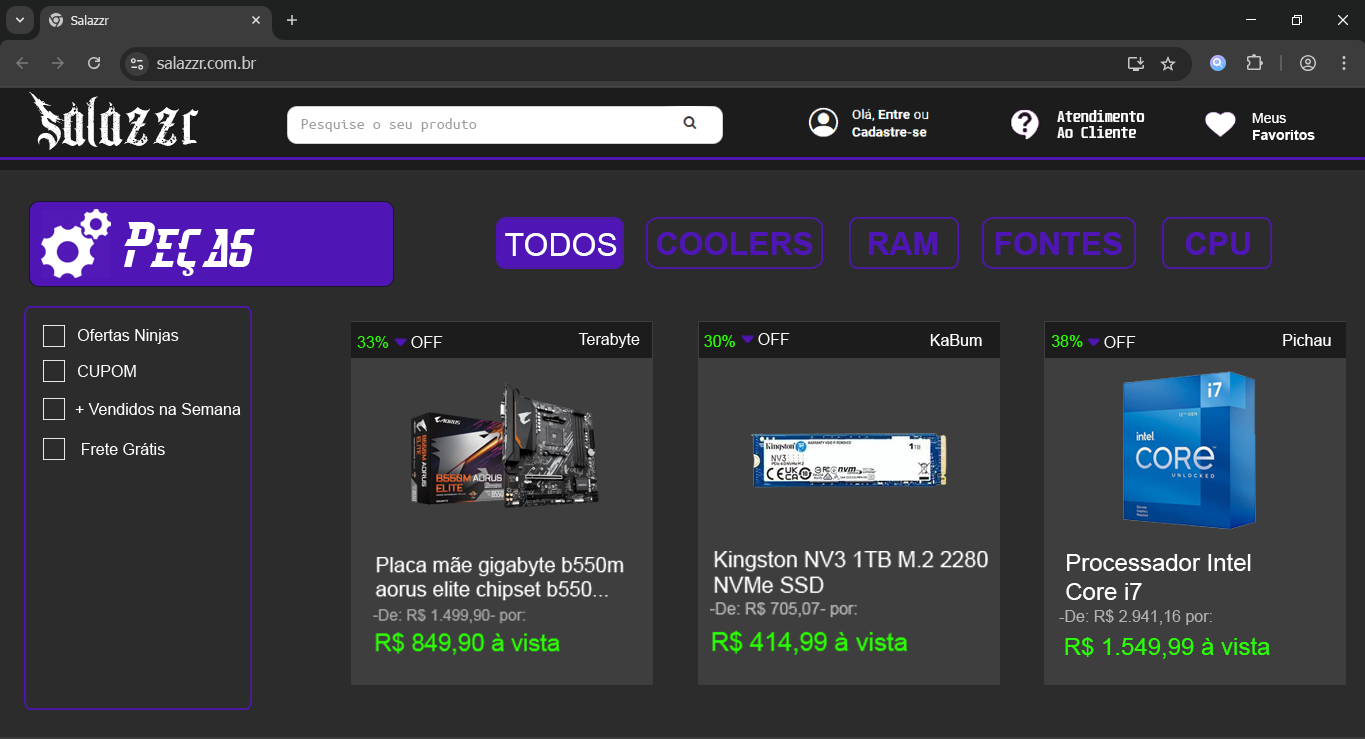 Salazzr
salazzr.com.br
Salazzr
Pesquise o seu produto
Olá, Entre ou
Cadastre-se
Atendimento
Ao Cliente
Meus
Favoritos
Peças
TODOS
COOLERS
RAM
FONTES
CPU
Ofertas Ninjas
CUPOM
+ Vendidos na Semana
Frete Grátis
33% OFF
Terabyte
AORUS
B550M AORUS
ELITE
B550
Placa mãe gigabyte b550m
aorus elite chipset b550...
-De: R$ 1.499,90- por:
R$ 849,90 à vista
30% OFF
KaBum
Kingston
1TB
NV3
Kingston NV3 1TB M.2 2280
NVMe SSD
-De: R$ 705,07- por:
R$ 414,99 à vista
38% OFF
Pichau
i7
intel
CORE
UNLOCKED
Processador Intel
Core i7
-De: R$ 2.941,16 por:
R$ 1.549,99 à vista